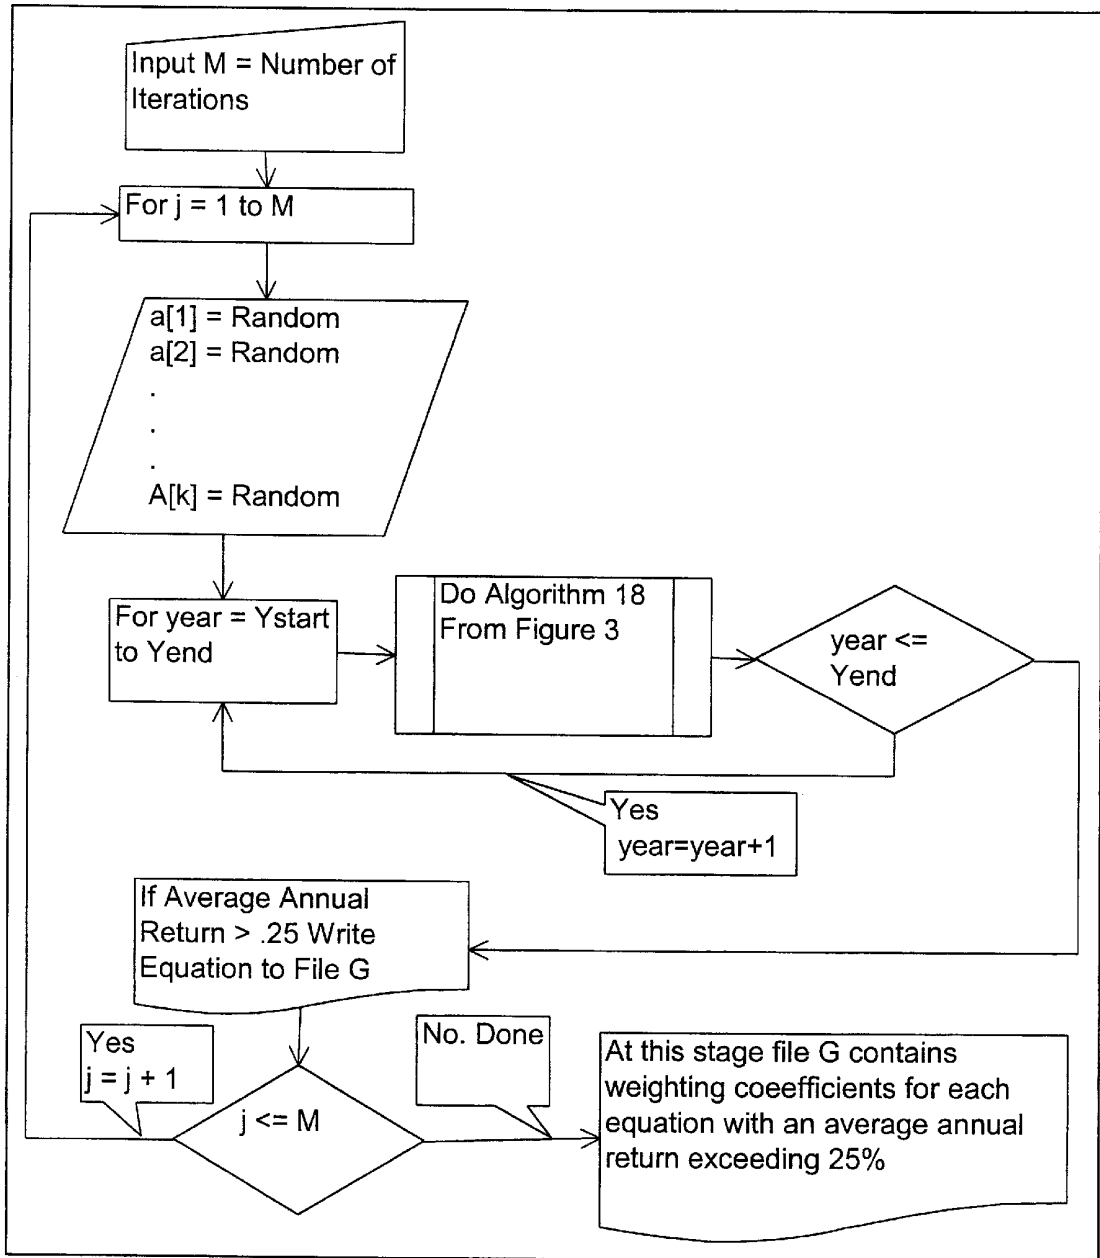 Input M = Number of
Iterations
For j = 1 to M
a[1] = Random
a[2] = Random
.
.
.
A[k] = Random
For year = Ystart
to Yend
Do Algorithm 18
From Figure 3
year <=
Yend
Yes
year=year+1
If Average Annual
Return > .25 Write
Equation to File G
Yes
j = j + 1
j <= M
No. Done
At this stage file G contains
weighting coeefficients for each
equation with an average annual
return exceeding 25%